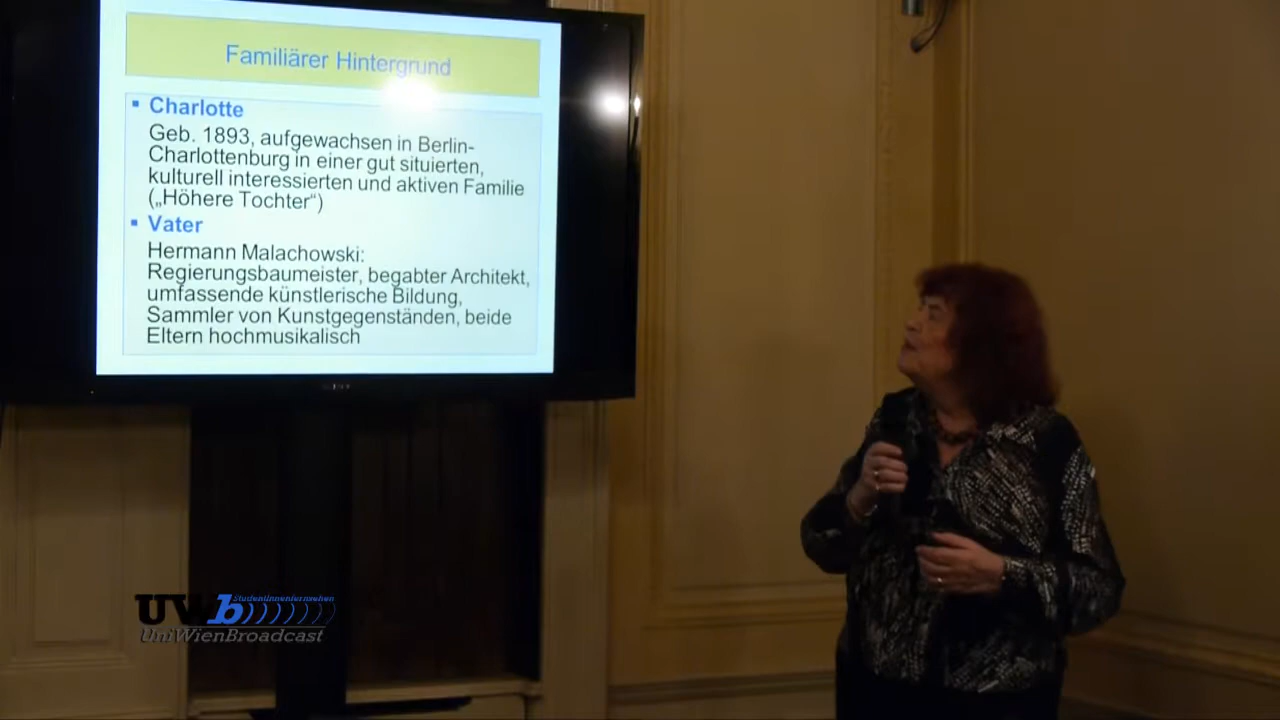 Familiärer Hintergrund
▪ Charlotte
Geb. 1893, aufgewachsen in Berlin-
Charlottenburg in einer gut situierten,
kulturell interessierten und aktiven Familie
(„Höhere Tochter“)
▪ Vater
Hermann Malachowski:
Regierungsbaumeister, begabter Architekt,
umfassende künstlerische Bildung,
Sammler von Kunstgegenständen, beide
Eltern hochmusikalisch
UWb StudentInnenfernsehen
UniWienBroadcast